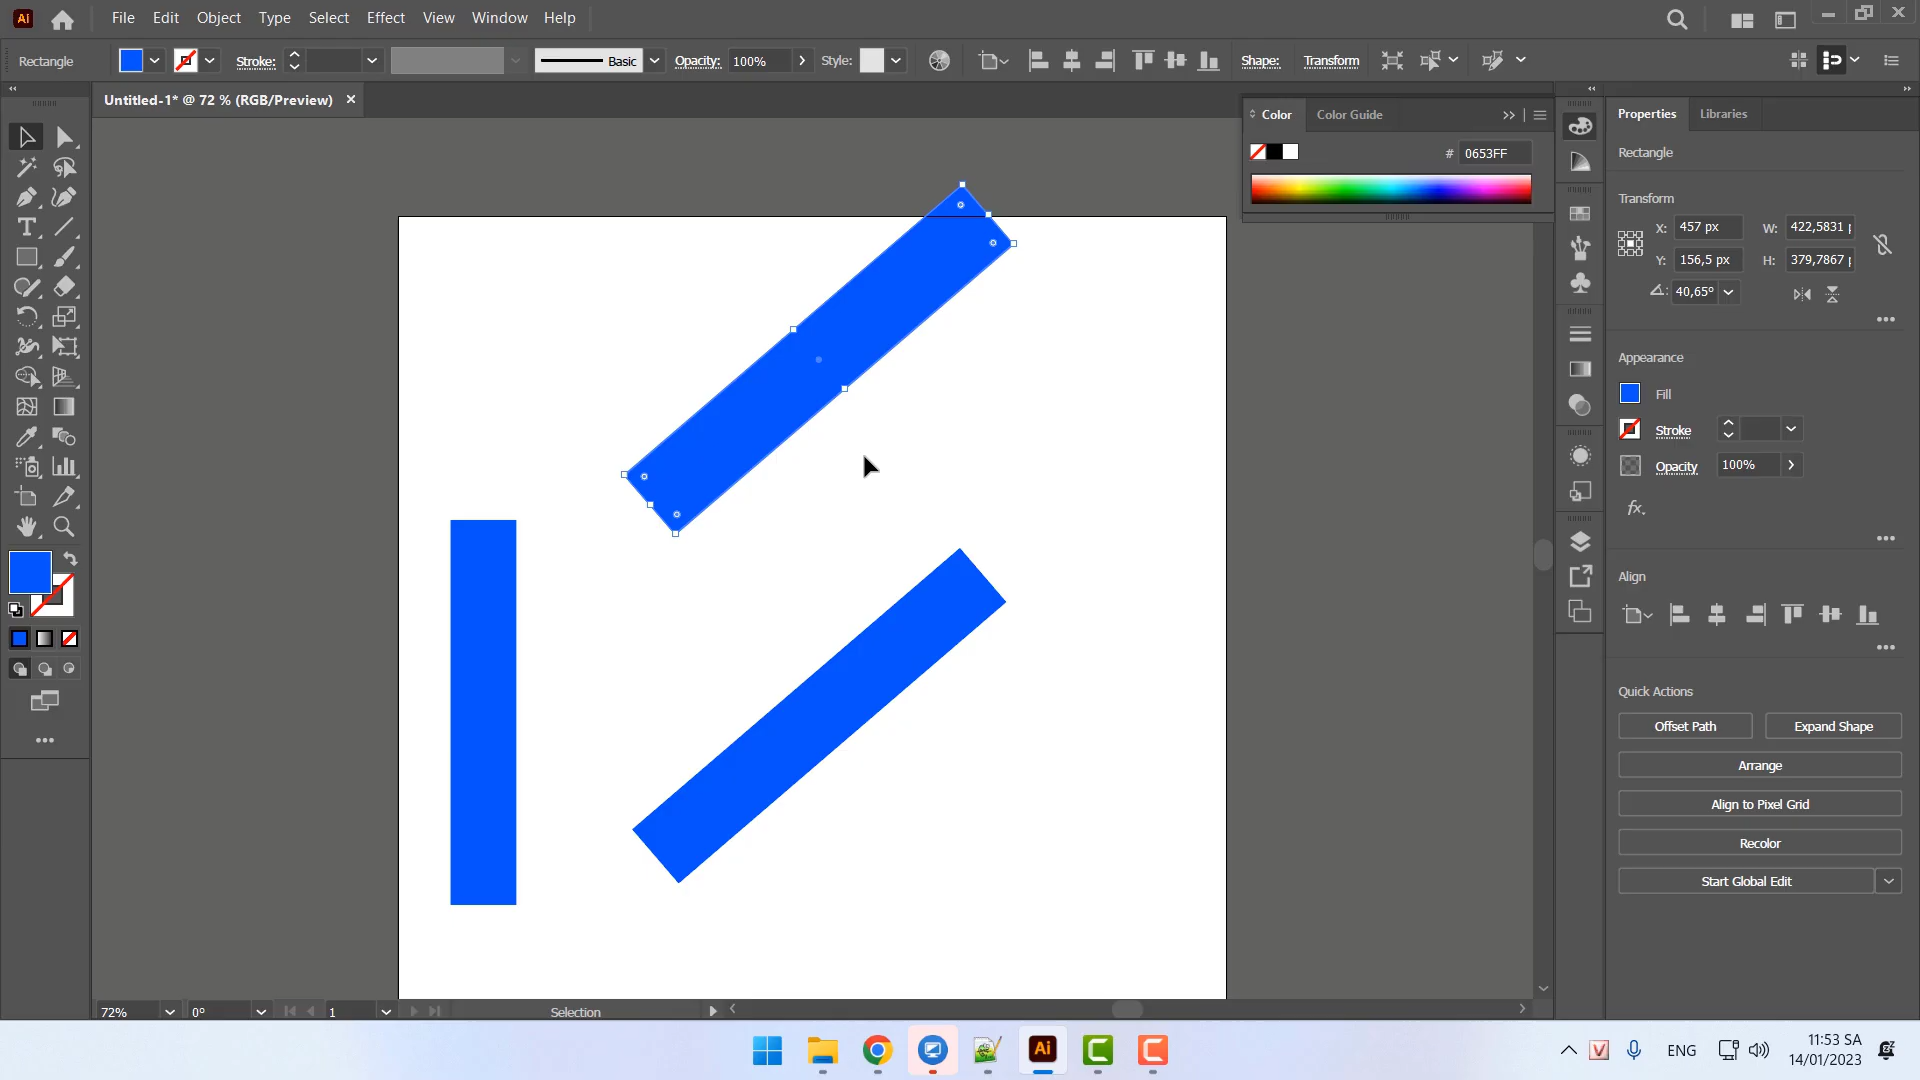 Ai File Edit Object Type Select Effect View Window Help
Rectangle Stroke: Basic Opacity: 100% Style: Shape: Transform
Untitled-1* @ 72 % (RGB/Preview)
Color Color Guide
# 0653FF
Properties Libraries
Rectangle
Transform
X: 457 px W: 422,5831 p
Y: 156,5 px H: 379,7867 p
40,65°
Appearance
Fill
Stroke
Opacity 100%
fx.
Align
Quick Actions
Offset Path Expand Shape
Arrange
Align to Pixel Grid
Recolor
Start Global Edit
72% 0° 1 Selection
Ai
V ENG 11:53 SA
14/01/2023